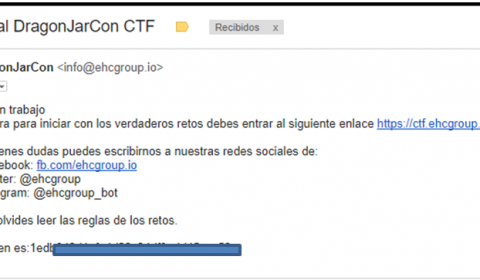 al DragonJarCon CTF
Recibidos x
onJarCon <info@ehcgroup.io>
n trabajo
ra para iniciar con los verdaderos retos debes entrar al siguiente enlace https://ctf.ehcgroup.
enes dudas puedes escribirnos a nuestras redes sociales de:
ebook: fb.com/ehcgroup.io
ter: @ehcgroup
gram: @ehcgroup_bot
olvides leer las reglas de los retos.
en es:1edb